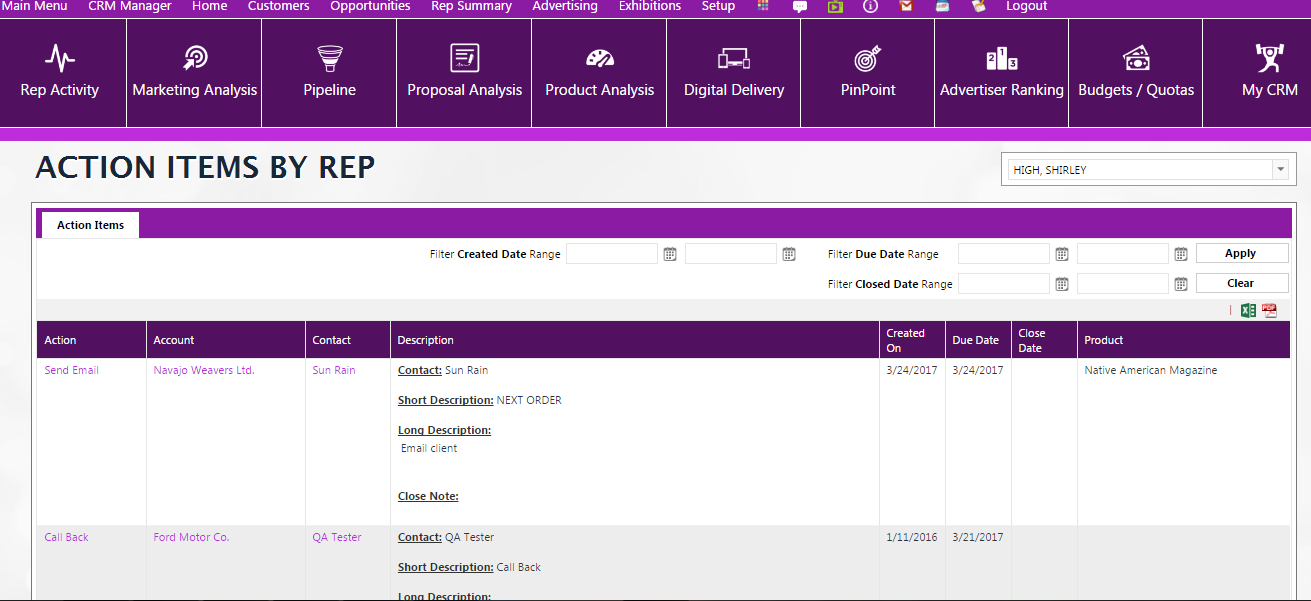 Main Menu CRM Manager Home Customers Opportunities Rep Summary Advertising Exhibitions Setup Logout
Rep Activity Marketing Analysis Pipeline Proposal Analysis Product Analysis Digital Delivery PinPoint Advertiser Ranking Budgets / Quotas My CRM
ACTION ITEMS BY REP
HIGH, SHIRLEY
Action Items
Filter Created Date Range Filter Due Date Range Apply
Filter Closed Date Range Clear
Action Account Contact Description Created On Due Date Close Date Product
Send Email Navajo Weavers Ltd. Sun Rain Contact: Sun Rain 3/24/2017 3/24/2017 Native American Magazine
Short Description: NEXT ORDER
Long Description:
Email client
Close Note:
Call Back Ford Motor Co. QA Tester Contact: QA Tester 1/11/2016 3/21/2017
Short Description: Call Back
Long Description: